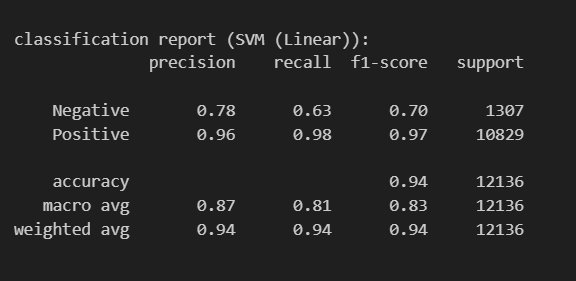 classification report (SVM (Linear)):
precision recall f1-score support
Negative 0.78 0.63 0.70 1307
Positive 0.96 0.98 0.97 10829
accuracy 0.94 12136
macro avg 0.87 0.81 0.83 12136
weighted avg 0.94 0.94 0.94 12136